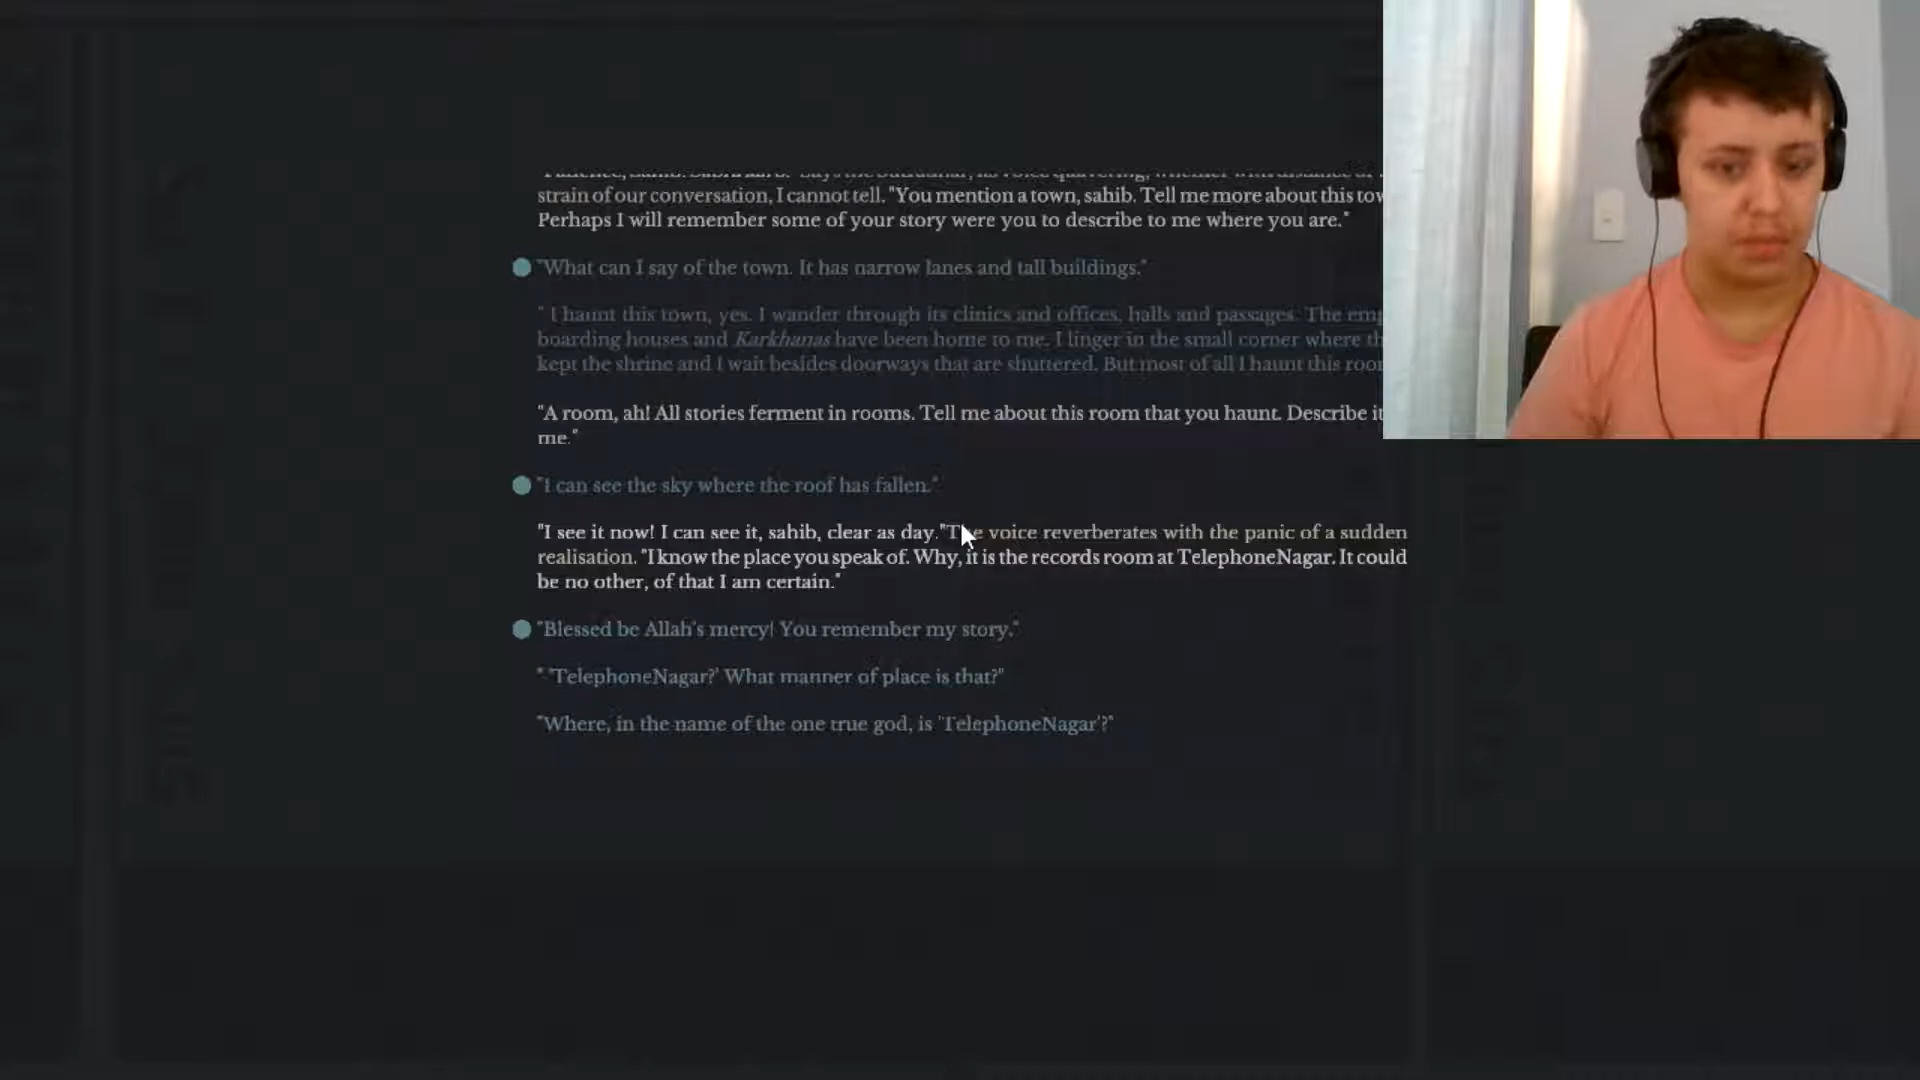 strain of our conversation, I cannot tell. "You mention a town, sahib. Tell me more about this
Perhaps I will remember some of your story were you to describe to me where you are."
"What can I say of the town. It has narrow lanes and tall buildings."
" I haunt this town, yes. I wander through its clinics and offices, halls and passages. The
boarding houses and Karkhanas have been home to me. I linger in the small corner where
kept the shrine and I wait besides doorways that are shuttered. But most of all I haunt this
"A room, ah! All stories ferment in rooms. Tell me about this room that you haunt. Describe it
me."
"I can see the sky where the roof has fallen."
"I see it now! I can see it, sahib, clear as day."The voice reverberates with the panic of a sudden
realisation. "I know the place you speak of. Why, it is the records room at TelephoneNagar. It could
be no other, of that I am certain."
"Blessed be Allah's mercy! You remember my story."
" 'TelephoneNagar?' What manner of place is that?"
"Where, in the name of the one true god, is 'TelephoneNagar'?"